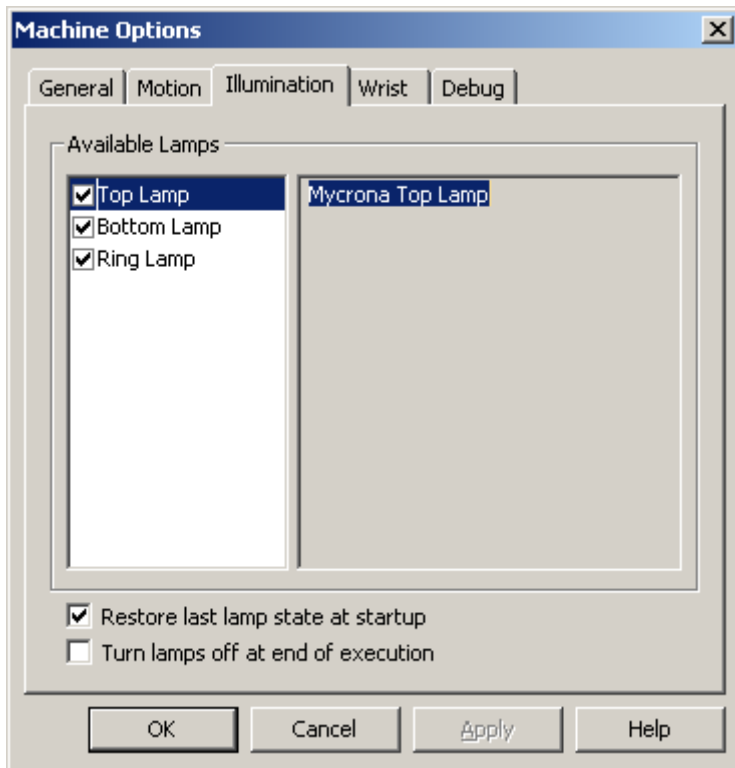 Machine Options
General Motion Illumination Wrist Debug
Available Lamps
Top Lamp Mycrona Top Lamp
Bottom Lamp
Ring Lamp
Restore last lamp state at startup
Turn lamps off at end of execution
OK Cancel Apply Help